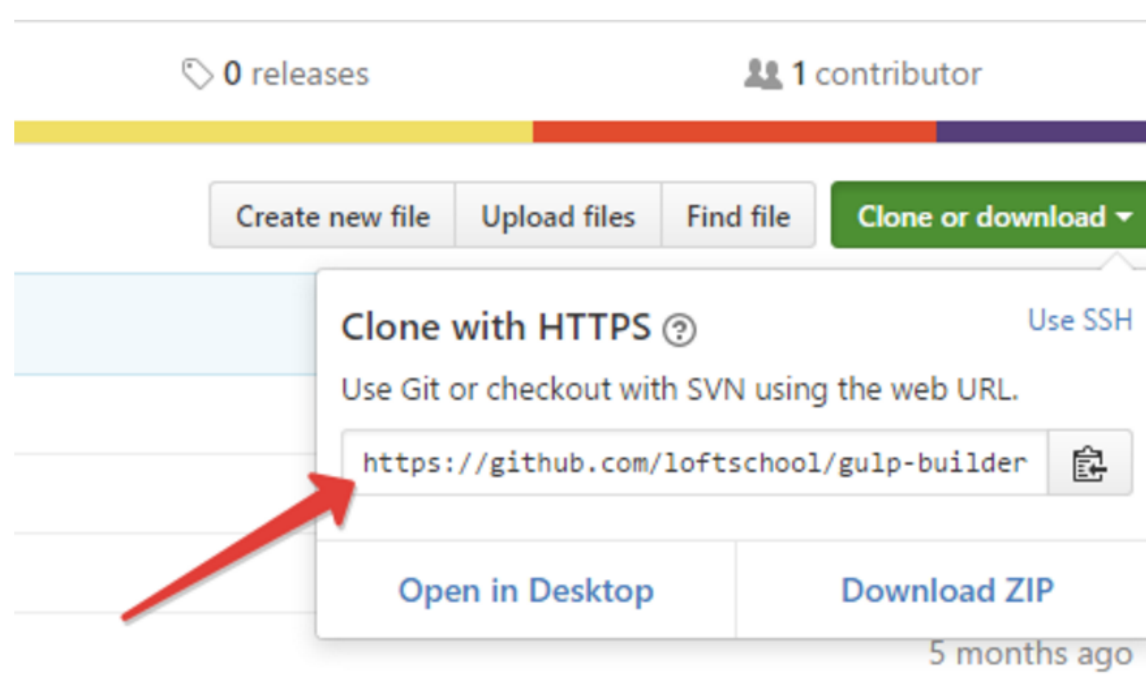 0 releases
1 contributor
Create new file
Upload files
Find file
Clone or download
Clone with HTTPS ?
Use SSH
Use Git or checkout with SVN using the web URL.
https://github.com/loftschool/gulp-builder
Open in Desktop
Download ZIP
5 months ago